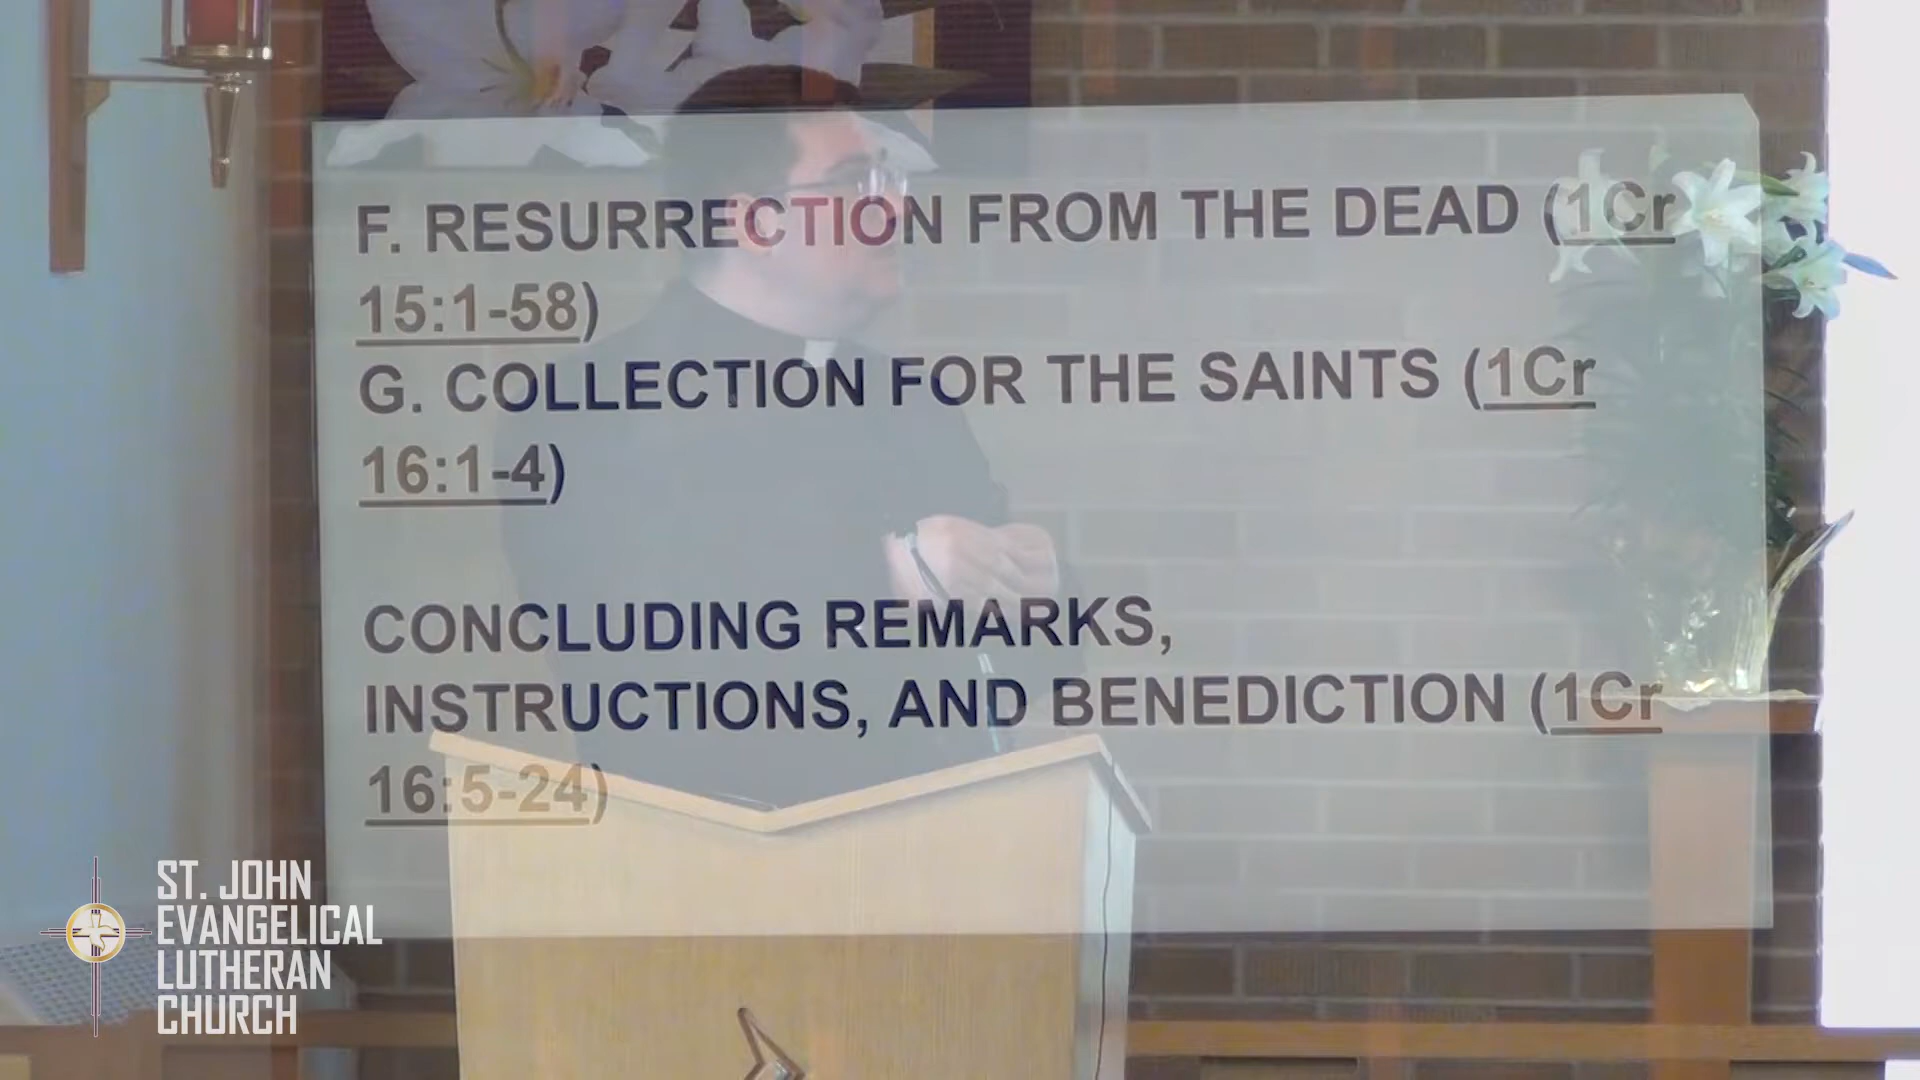 F. RESURRECTION FROM THE DEAD (1Cr
15:1-58)
G. COLLECTION FOR THE SAINTS (1Cr
16:1-4)
CONCLUDING REMARKS,
INSTRUCTIONS, AND BENEDICTION (1Cr
16:5-24)
ST. JOHN
EVANGELICAL
LUTHERAN
CHURCH